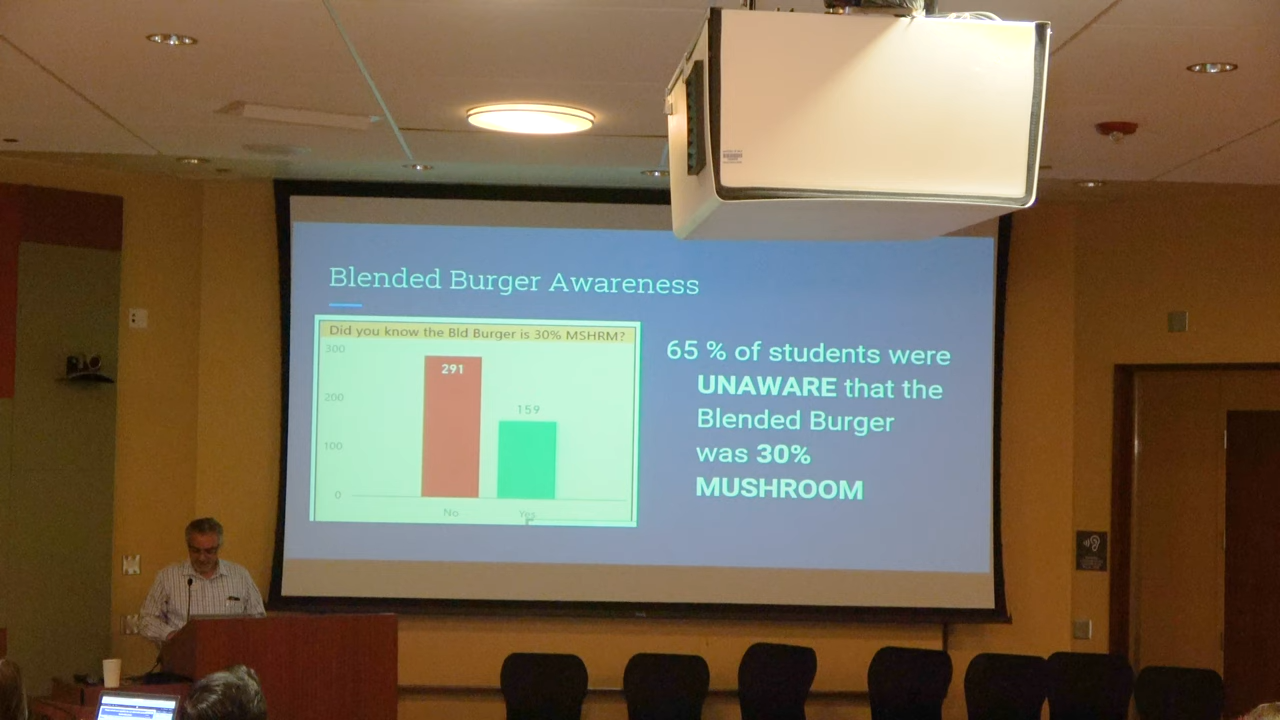 Blended Burger Awareness
Did you know the Bld Burger is 30% MSHRM?
300
200
100
0
291
159
No
Yes
65 % of students were
UNAWARE that the
Blended Burger
was 30%
MUSHROOM